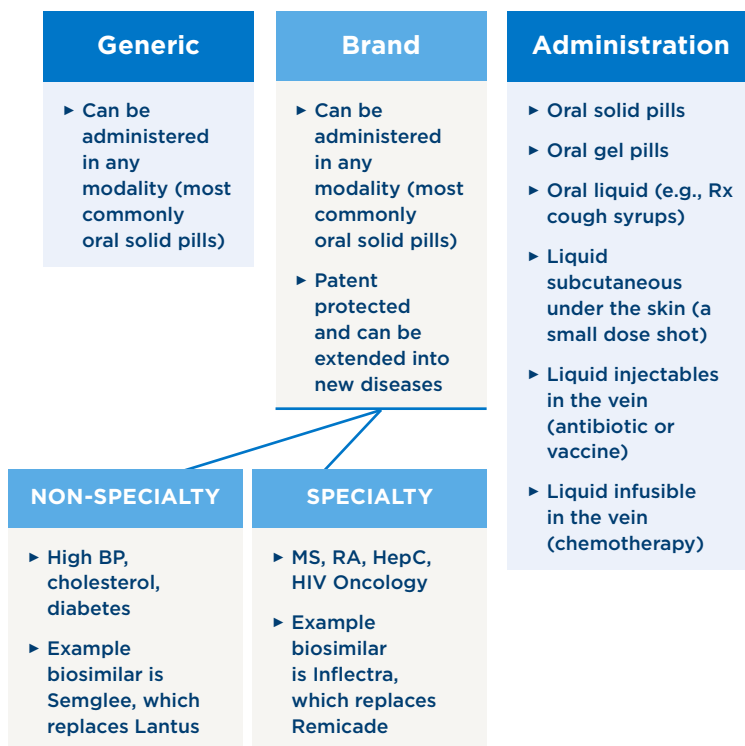 Generic
► Can be
administered
in any
modality (most
commonly
oral solid pills)
Brand
► Can be
administered
in any
modality (most
commonly
oral solid pills)
► Patent
protected
and can be
extended into
new diseases
Administration
► Oral solid pills
► Oral gel pills
► Oral liquid (e.g., Rx
cough syrups)
► Liquid
subcutaneous
under the skin (a
small dose shot)
► Liquid injectables
in the vein
(antibiotic or
vaccine)
► Liquid infusible
in the vein
(chemotherapy)
NON-SPECIALTY
► High BP,
cholesterol,
diabetes
► Example
biosimilar is
Semglee, which
replaces Lantus
SPECIALTY
► MS, RA, HepC,
HIV Oncology
► Example
biosimilar
is Inflectra,
which replaces
Remicade